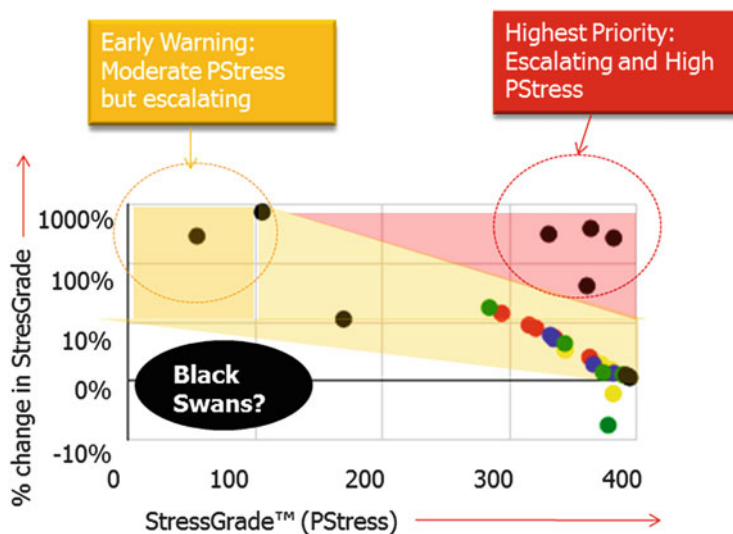 Early Warning:
Moderate PStress
but escalating
Highest Priority:
Escalating and High
PStress
% change in StresGrade
1000%
100%
10%
0%
-10%
Black
Swans?
0 100 200 300 400
StressGrade™ (PStress)